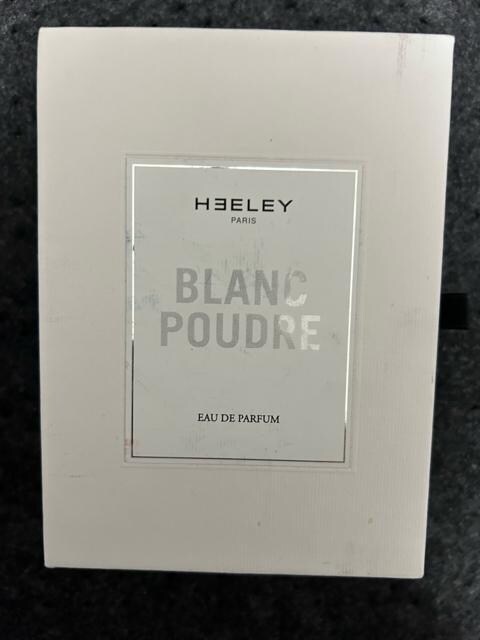 HEELEY
PARIS
BLANC
POUDRE
EAU DE PARFUM